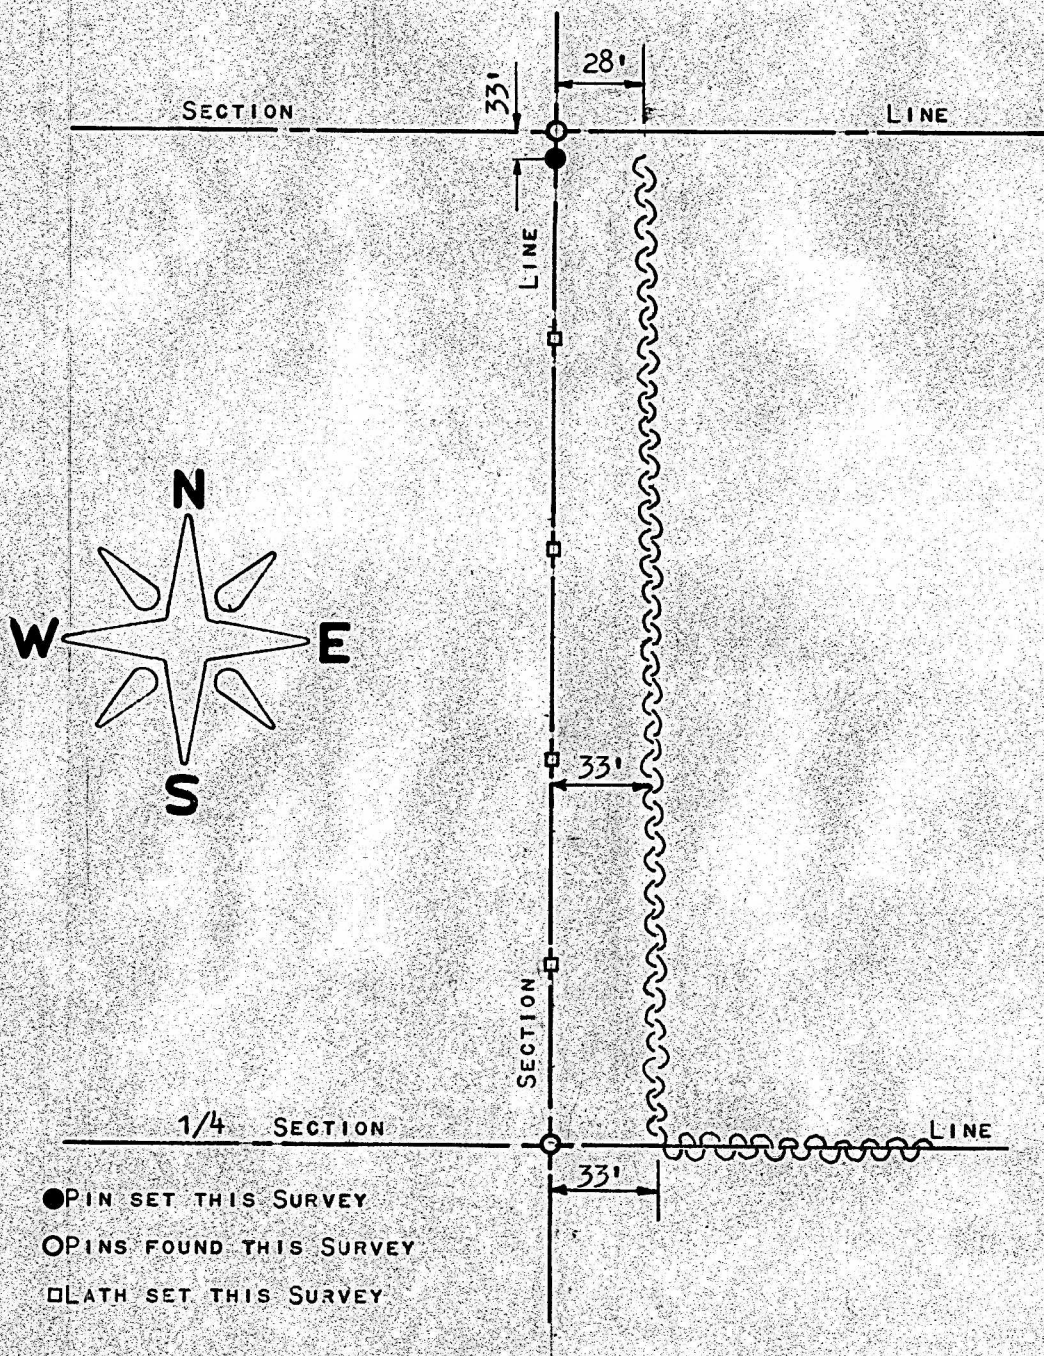 28'
33'
SECTION LINE
LINE
N
W E
S
33'
SECTION
1/4 SECTION LINE
33'
PIN SET THIS SURVEY
PINS FOUND THIS SURVEY
LATH SET THIS SURVEY